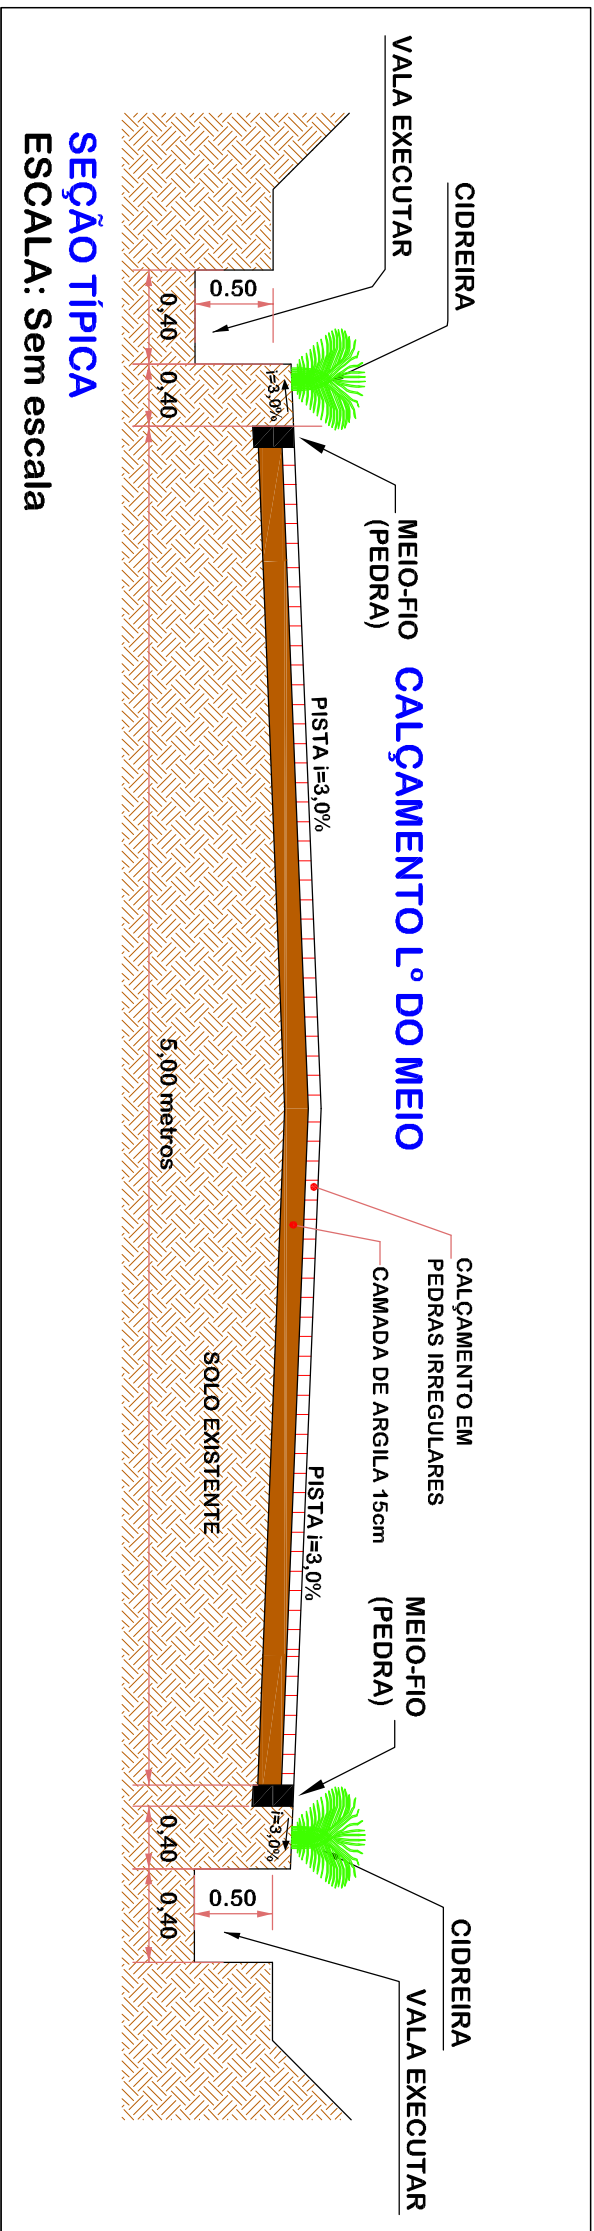 VALA EXECUTAR
CIDREIRA
MEIO-FIO
(PEDRA)
CALÇAMENTO Lº DO MEIO
PISTA i=3,0%
CALÇAMENTO EM
PEDRAS IRREGULARES
CAMADA DE ARGILA 15cm
PISTA i=3,0%
MEIO-FIO
(PEDRA)
CIDREIRA
VALA EXECUTAR
0.50
i=3,0%
SOLO EXISTENTE
i=3,0%
0.50
0,40
0,40
5,00 metros
0,40
0,40
SEÇÃO TÍPICA
ESCALA: Sem escala